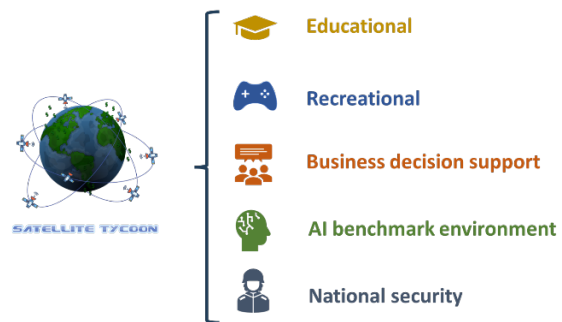 SATELLITE TYCOON
Educational
Recreational
Business decision support
AI benchmark environment
National security